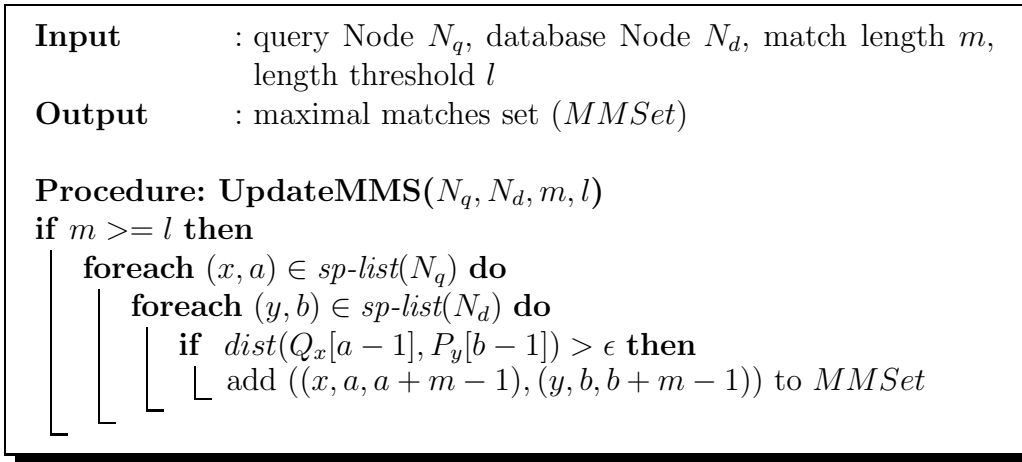 Input : query Node N_q, database Node N_d, match length m,
length threshold l
Output : maximal matches set (MMSet)
Procedure: UpdateMMS(N_q, N_d, m, l)
if m >= l then
foreach (x, a) ∈ sp-list(N_q) do
foreach (y, b) ∈ sp-list(N_d) do
if dist(Q_x[a − 1], P_y[b − 1]) > ϵ then
add ((x, a, a + m − 1), (y, b, b + m − 1)) to MMSet